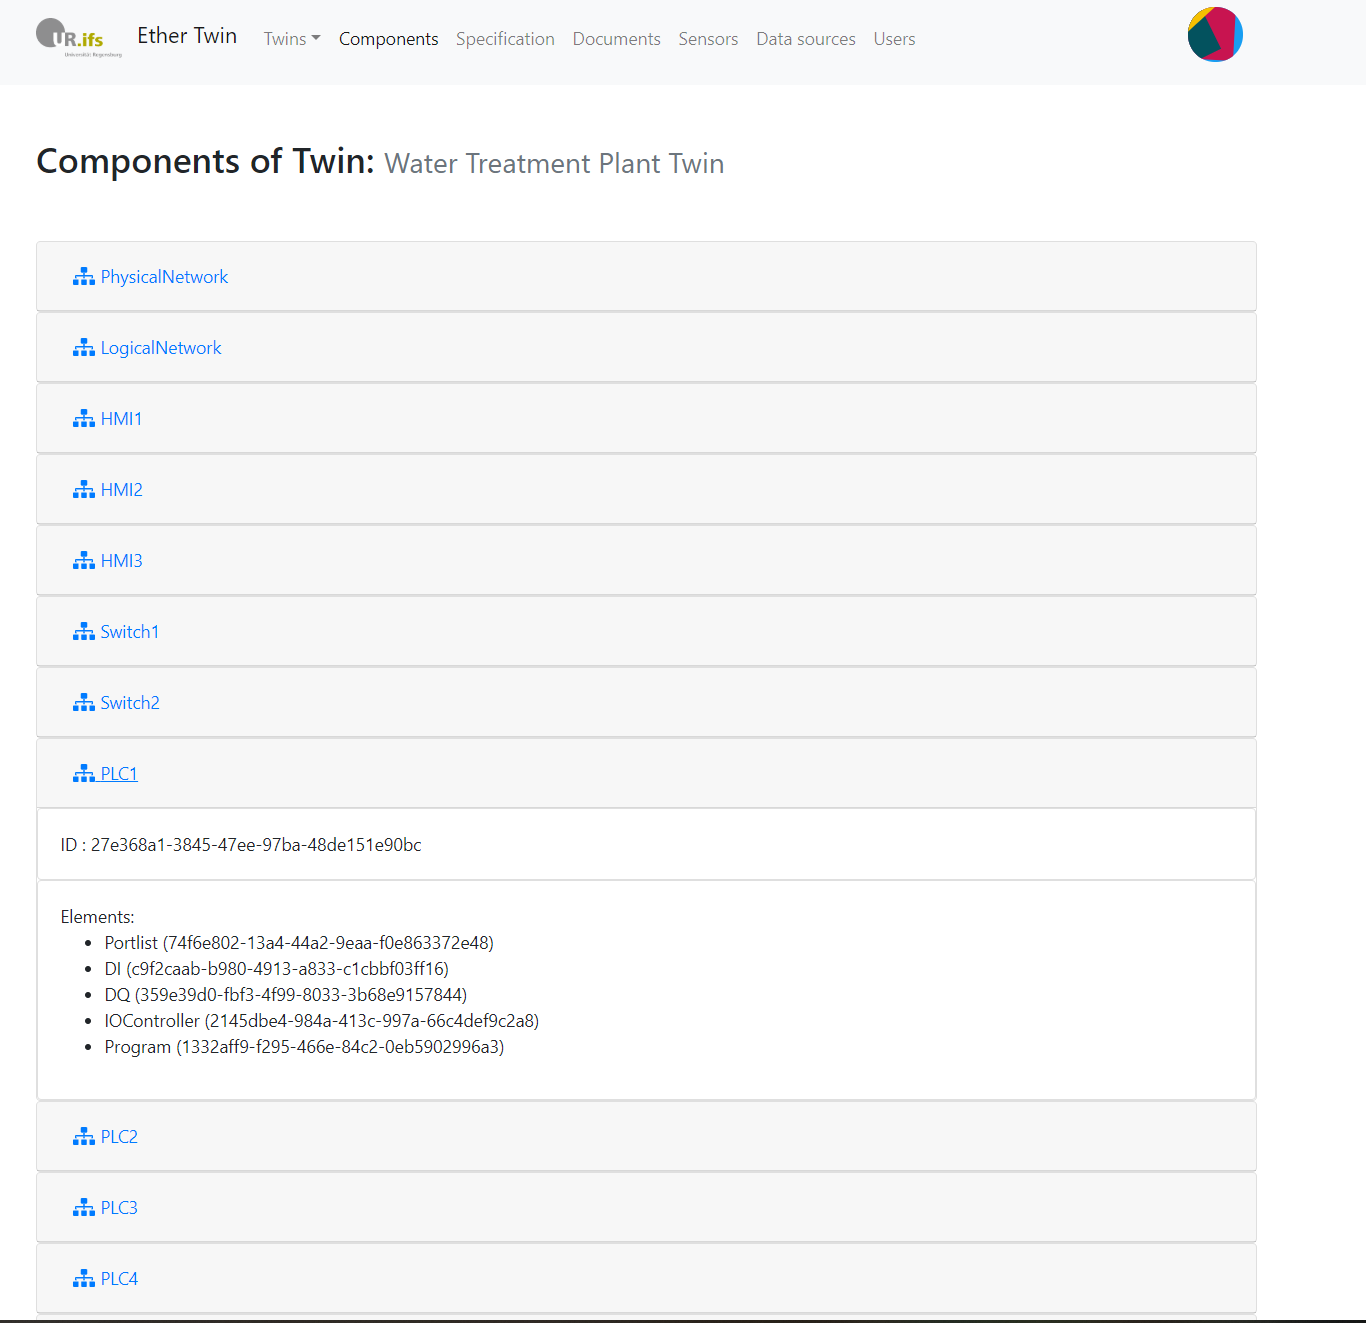 UR.ifs
Universität Regensburg
Ether Twin
Twins Components Specification Documents Sensors Data sources Users
Components of Twin: Water Treatment Plant Twin
PhysicalNetwork
LogicalNetwork
HMI1
HMI2
HMI3
Switch1
Switch2
PLC1
ID : 27e368a1-3845-47ee-97ba-48de151e90bc
Elements:
• Portlist (74f6e802-13a4-44a2-9eaa-f0e863372e48)
• DI (c9f2caab-b980-4913-a833-c1cbbf03ff16)
• DQ (359e39d0-fbf3-4f99-8033-3b68e9157844)
• IOController (2145dbe4-984a-413c-997a-66c4def9c2a8)
• Program (1332aff9-f295-466e-84c2-0eb5902996a3)
PLC2
PLC3
PLC4